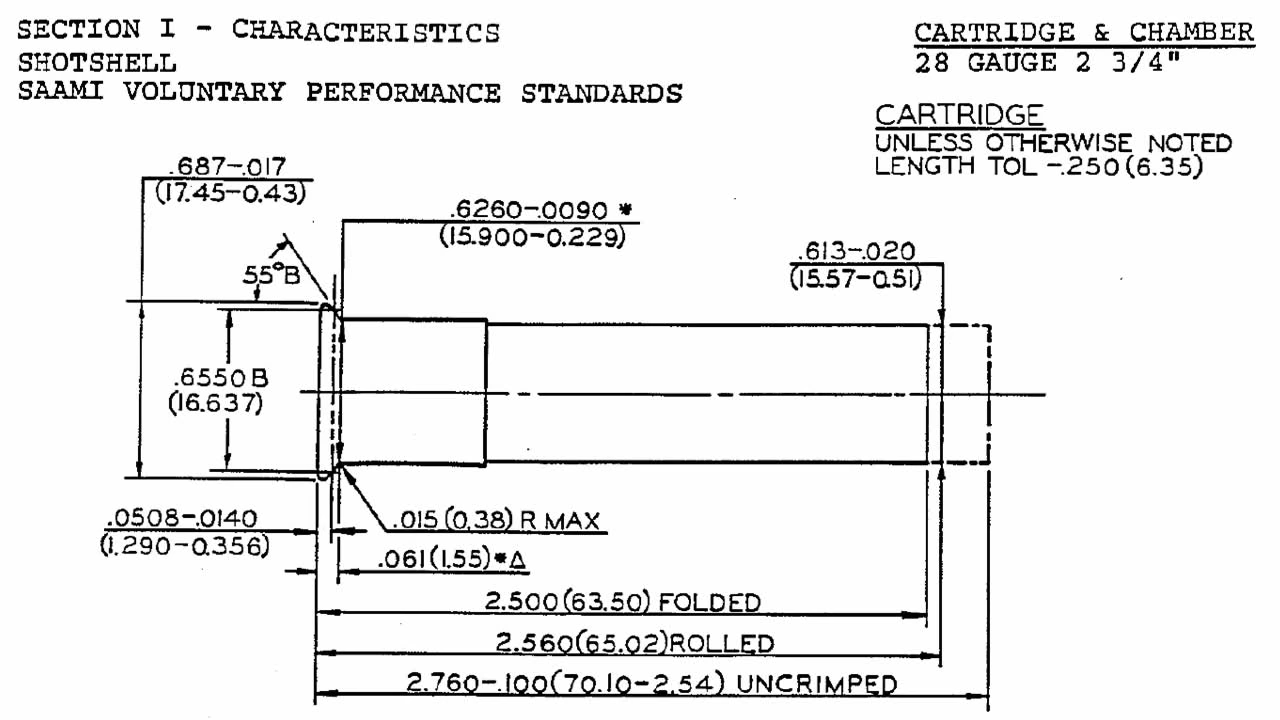 SECTION I - CHARACTERISTICS
SHOTSHELL
SAAMI VOLUNTARY PERFORMANCE STANDARDS
CARTRIDGE & CHAMBER
28 GAUGE 2 3/4"
CARTRIDGE
UNLESS OTHERWISE NOTED
LENGTH TOL -.250(6.35)
.687-.017
(17.45-0.43)
.6260-.0090 *
(15.900-0.229)
.613-.020
(15.57-0.51)
55°B
.6550 B
(16.637)
.0508-.0140
(1.290-0.356)
.015(0.38) R MAX
.061(1.55)*Δ
2.500(63.50) FOLDED
2.560(65.02)ROLLED
2.760-.100(70.10-2.54) UNCRIMPED